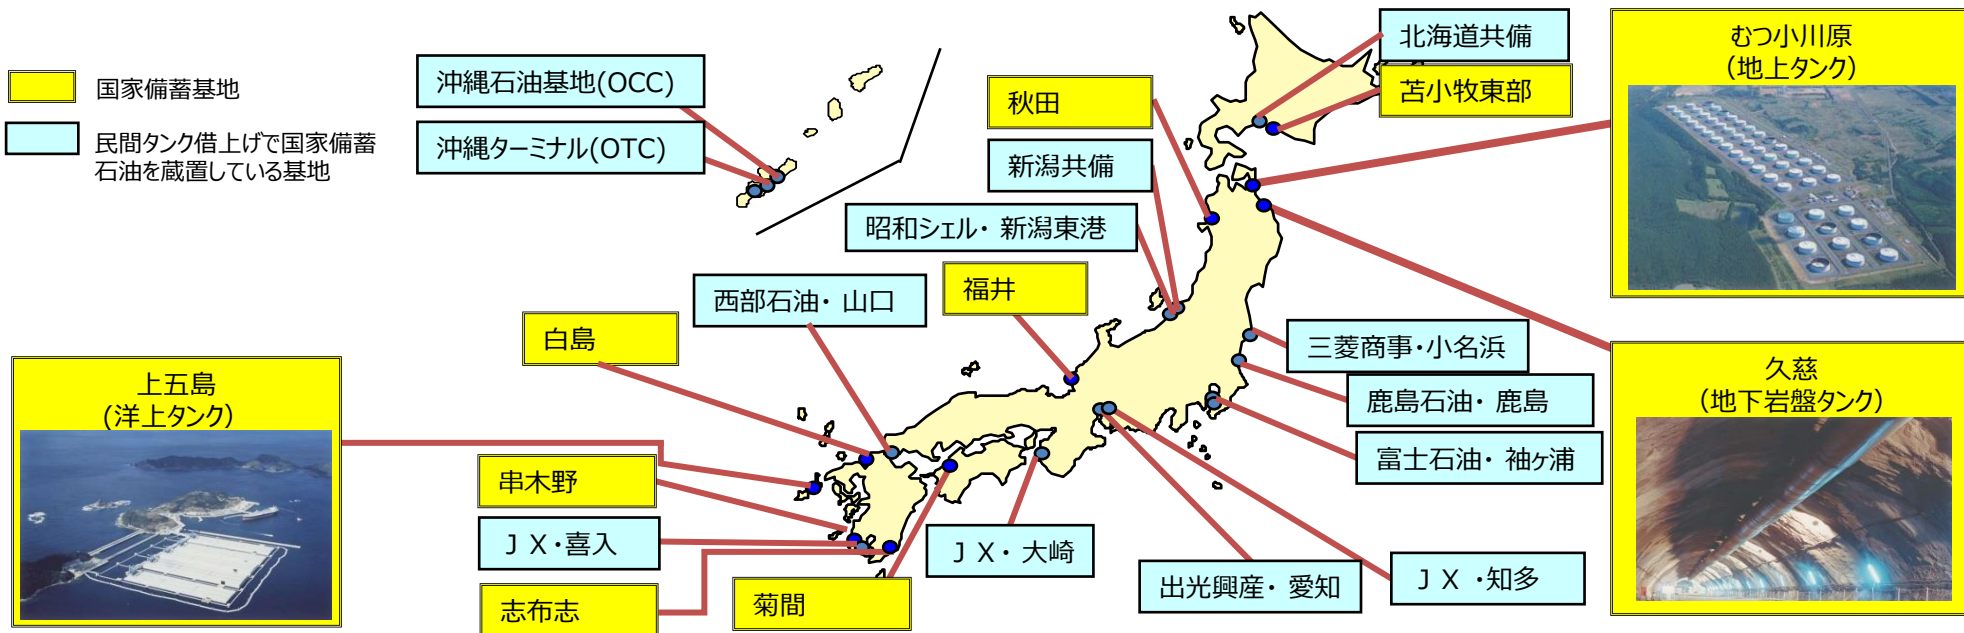 国家備蓄基地
民間タンク借上げで国家備蓄
石油を蔵置している基地
沖縄石油基地(OCC)
沖縄ターミナル(OTC)
秋田
新潟共備
昭和シェル・ 新潟東港
北海道共備
苫小牧東部
むつ小川原
(地上タンク)
西部石油・ 山口
福井
白島
上五島
(洋上タンク)
串木野
ＪＸ・喜入
志布志
菊間
ＪＸ・ 大崎
出光興産・ 愛知
ＪＸ ・知多
三菱商事・小名浜
鹿島石油・ 鹿島
富士石油・ 袖ヶ浦
久慈
(地下岩盤タンク)